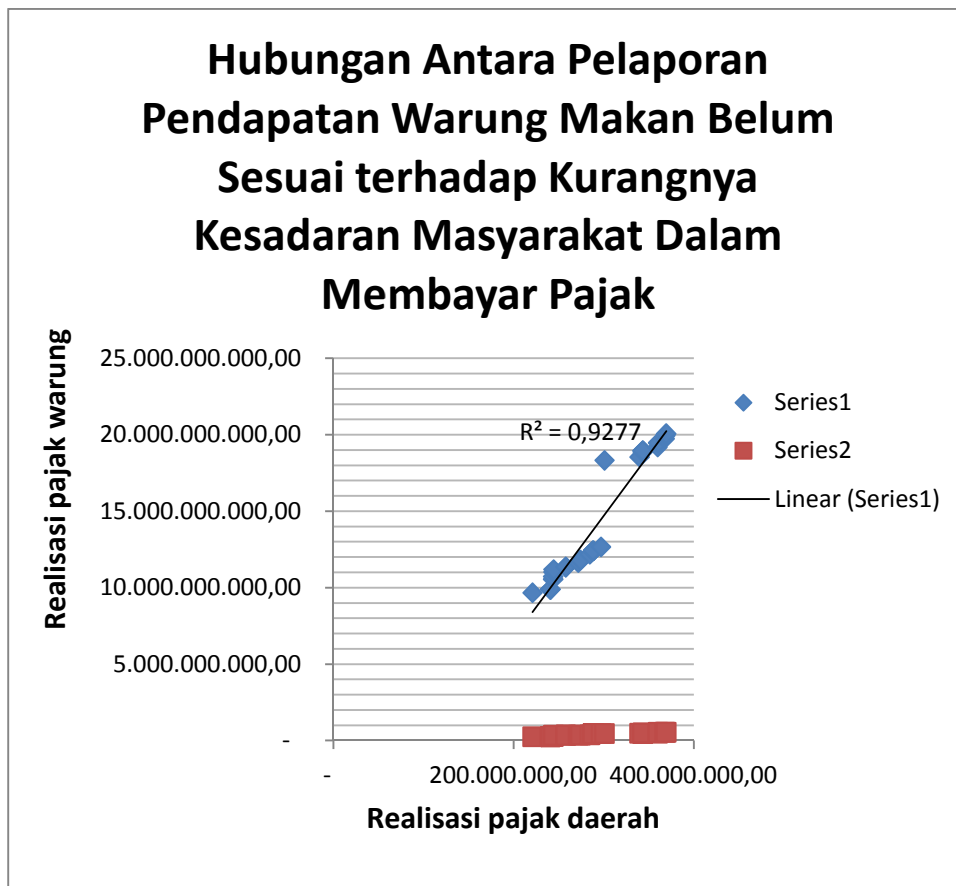 Hubungan Antara Pelaporan
Pendapatan Warung Makan Belum
Sesuai terhadap Kurangnya
Kesadaran Masyarakat Dalam
Membayar Pajak
Realisasi pajak warung
25.000.000.000,00
20.000.000.000,00
15.000.000.000,00
10.000.000.000,00
5.000.000.000,00
-
R² = 0,9277
Series1
Series2
Linear (Series1)
-
200.000.000,00
400.000.000,00
Realisasi pajak daerah